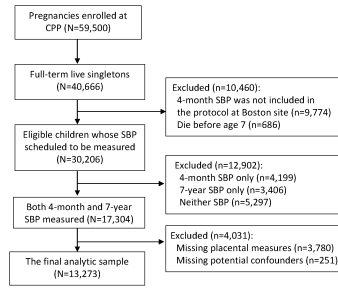 Pregnancies enrolled at
CPP
(N=59,500)
Full-term live singletons
(N=40,666)
Excluded (n=10,460):
4-month SBP was not included in
the protocol at Boston site (n=9,774)
Die before age 7 (n=686)
Eligible children whose SBP
scheduled to be measured
(N=30,206)
Excluded (n=12,902):
4-month SBP only (n=4,199)
7-year SBP only (n=3,406)
Neither SBP (n=5,297)
Both 4-month and 7-year
SBP measured (N=17,304)
Excluded (n=4,031):
Missing placental measures (n=3,780)
Missing potential confounders (n=251)
The final analytic sample
(N=13,273)